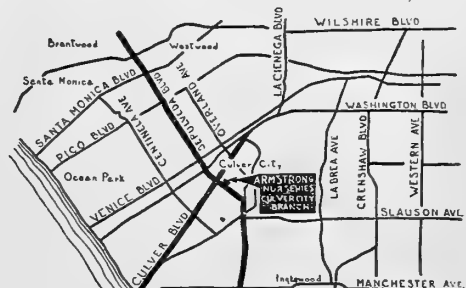 WILSHIRE BLVD
Brentwood
Westwood
Santa Monica
SANTA MONICA BLVD
LA CIENEGA BLVD
OVERLAND AVE
SEPULVEDA BLVD
CENTINELA AVE
WASHINGTON BLVD
PICO BLVD
Ocean Park
VENICE BLVD
Culver City
ARMSTRONG
NURSERIES
CULVER CITY
BRANCH
LA BREA AVE
CRENSHAW BLVD
WESTERN AVE
SLAUSON AVE
CULVER BLVD
Inglewood
MANCHESTER AVE.